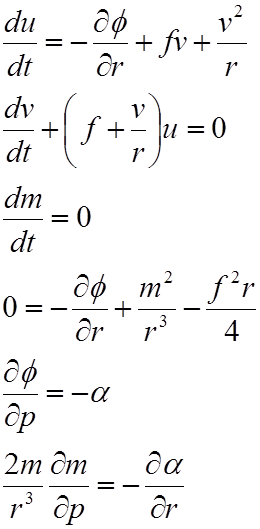 du/dt = −∂ϕ/∂r + fv + v²/r
dv/dt + (f + v/r)u = 0
dm/dt = 0
0 = −∂ϕ/∂r + m²/r³ − f²r/4
∂ϕ/∂p = −α
2m/r³ ∂m/∂p = −∂α/∂r